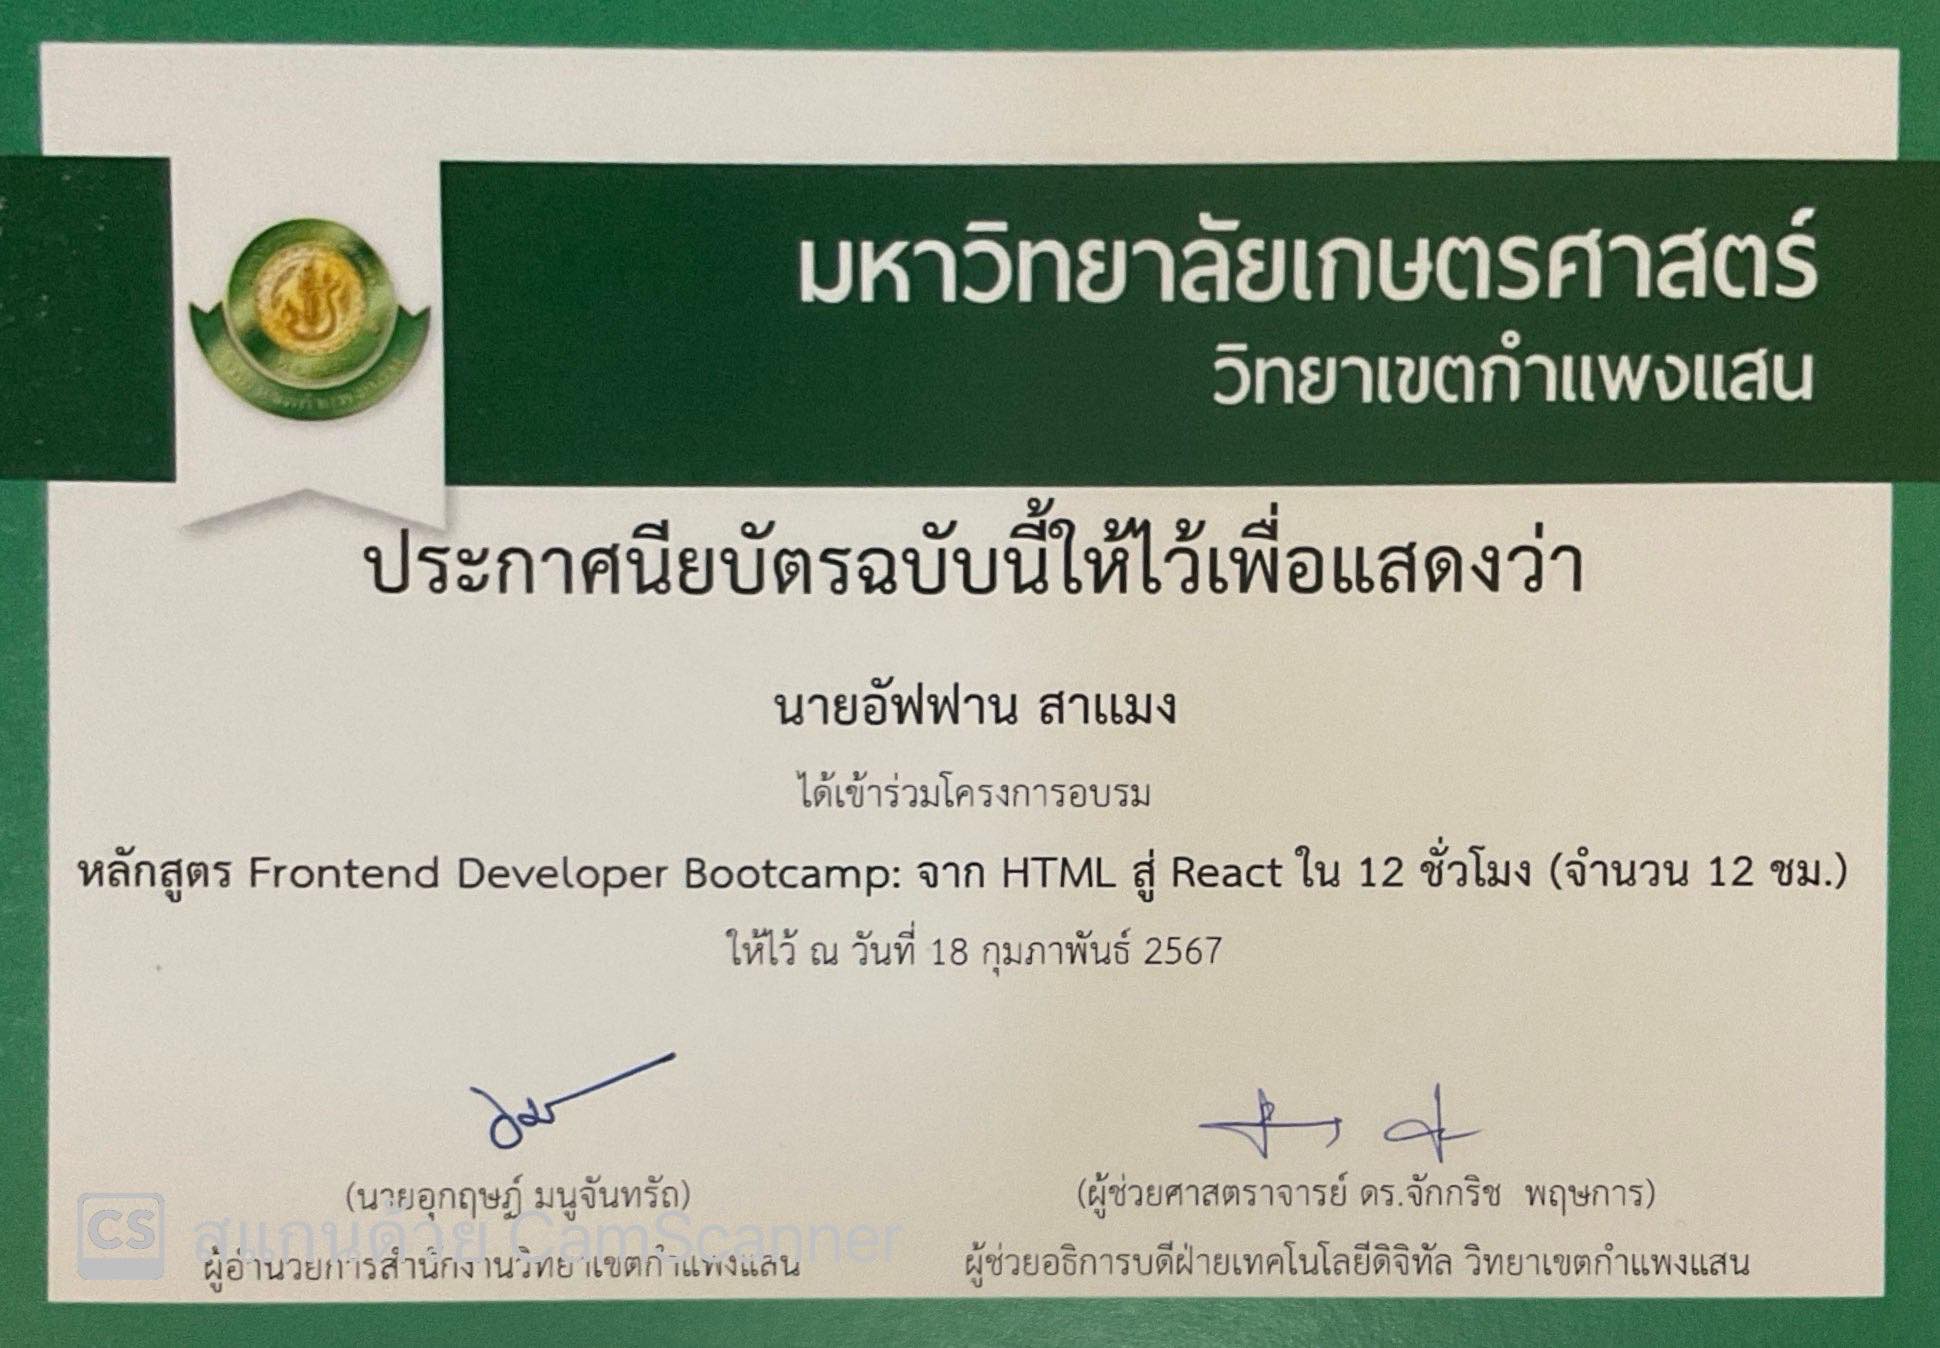 มหาวิทยาลัยเกษตรศาสตร์
วิทยาเขตกำแพงแสน
ประกาศนียบัตรฉบับนี้ให้ไว้เพื่อแสดงว่า
นายอัฟฟาน สาแมง
ได้เข้าร่วมโครงการอบรม
หลักสูตร Frontend Developer Bootcamp: จาก HTML สู่ React ใน 12 ชั่วโมง (จำนวน 12 ชม.)
ให้ไว้ ณ วันที่ 18 กุมภาพันธ์ 2567
(นายอุกฤษฎ์ มนูจันทรัถ)
ผู้อำนวยการสำนักงานวิทยาเขตกำแพงแสน
(ผู้ช่วยศาสตราจารย์ ดร.จักกริช พฤษการ)
ผู้ช่วยอธิการบดีฝ่ายเทคโนโลยีดิจิทัล วิทยาเขตกำแพงแสน
CS สแกนด้วย CamScanner